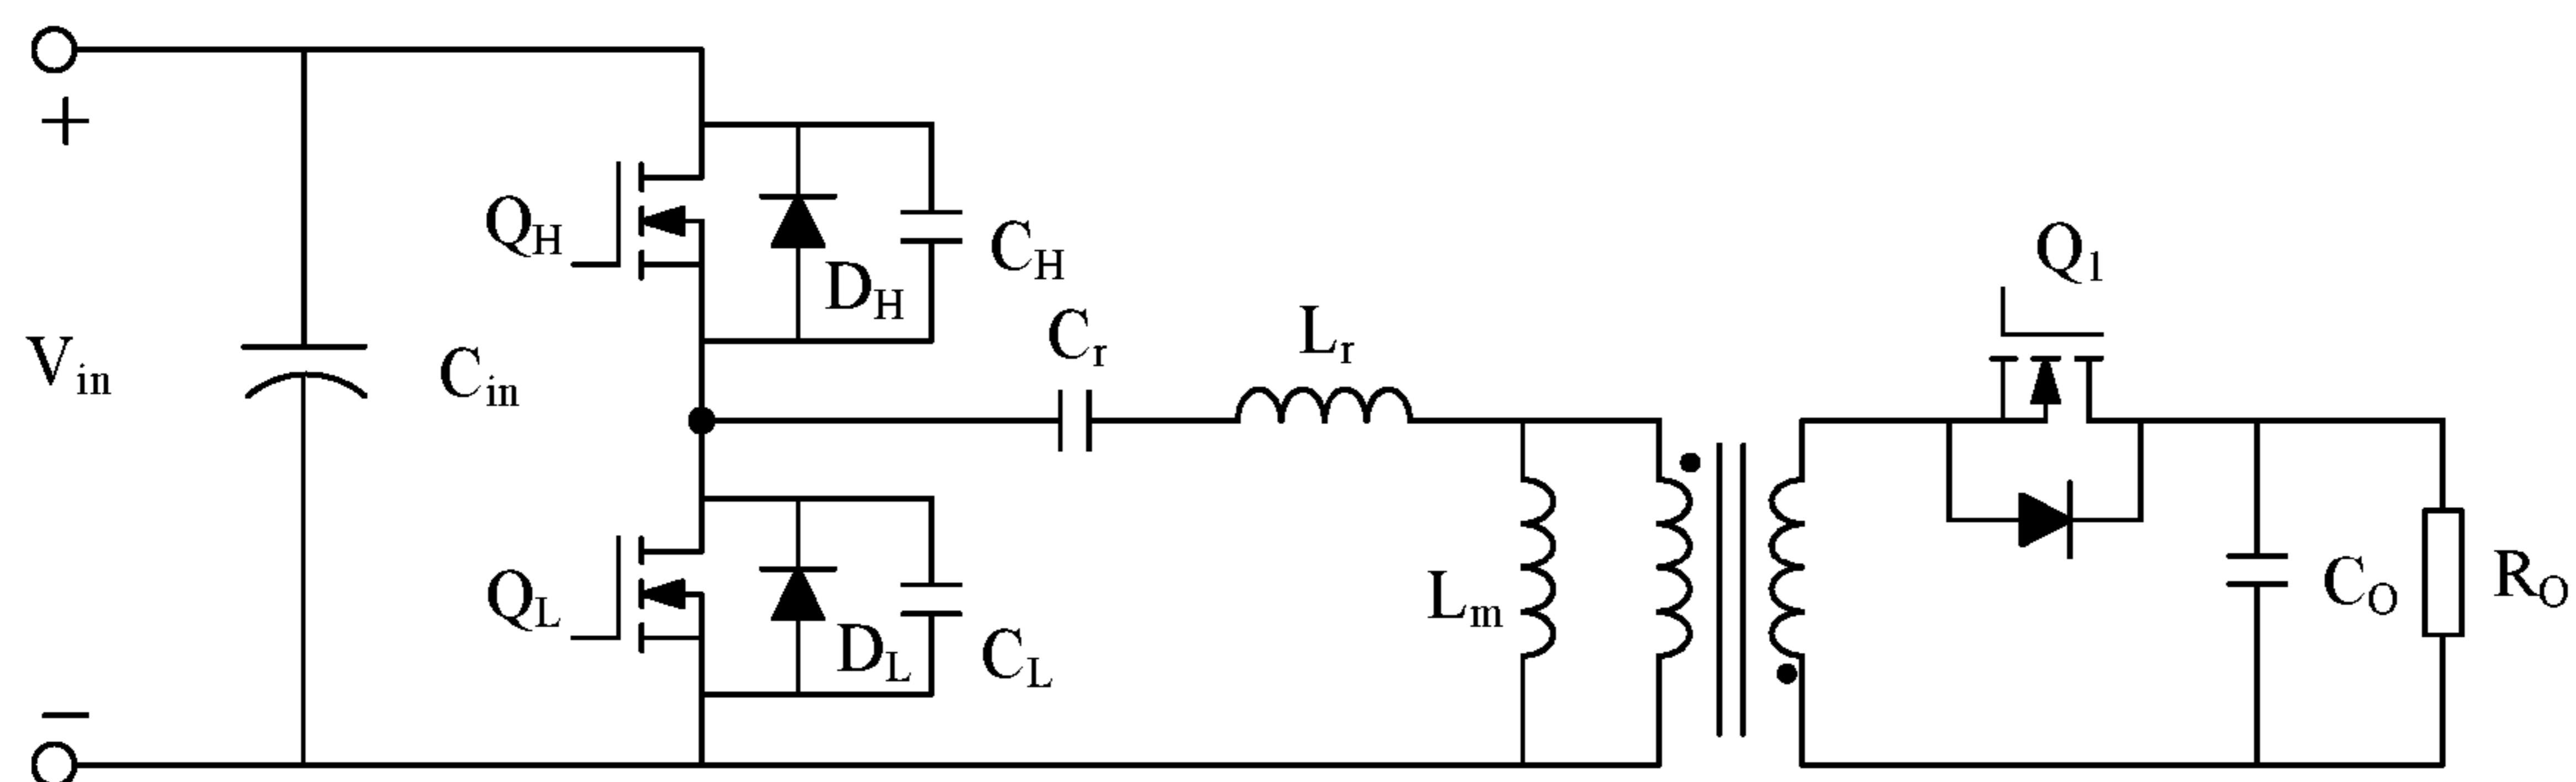 +
V_in
−
C_in
Q_H
D_H
C_H
Q_L
D_L
C_L
C_r
L_r
L_m
Q_1
C_O
R_O